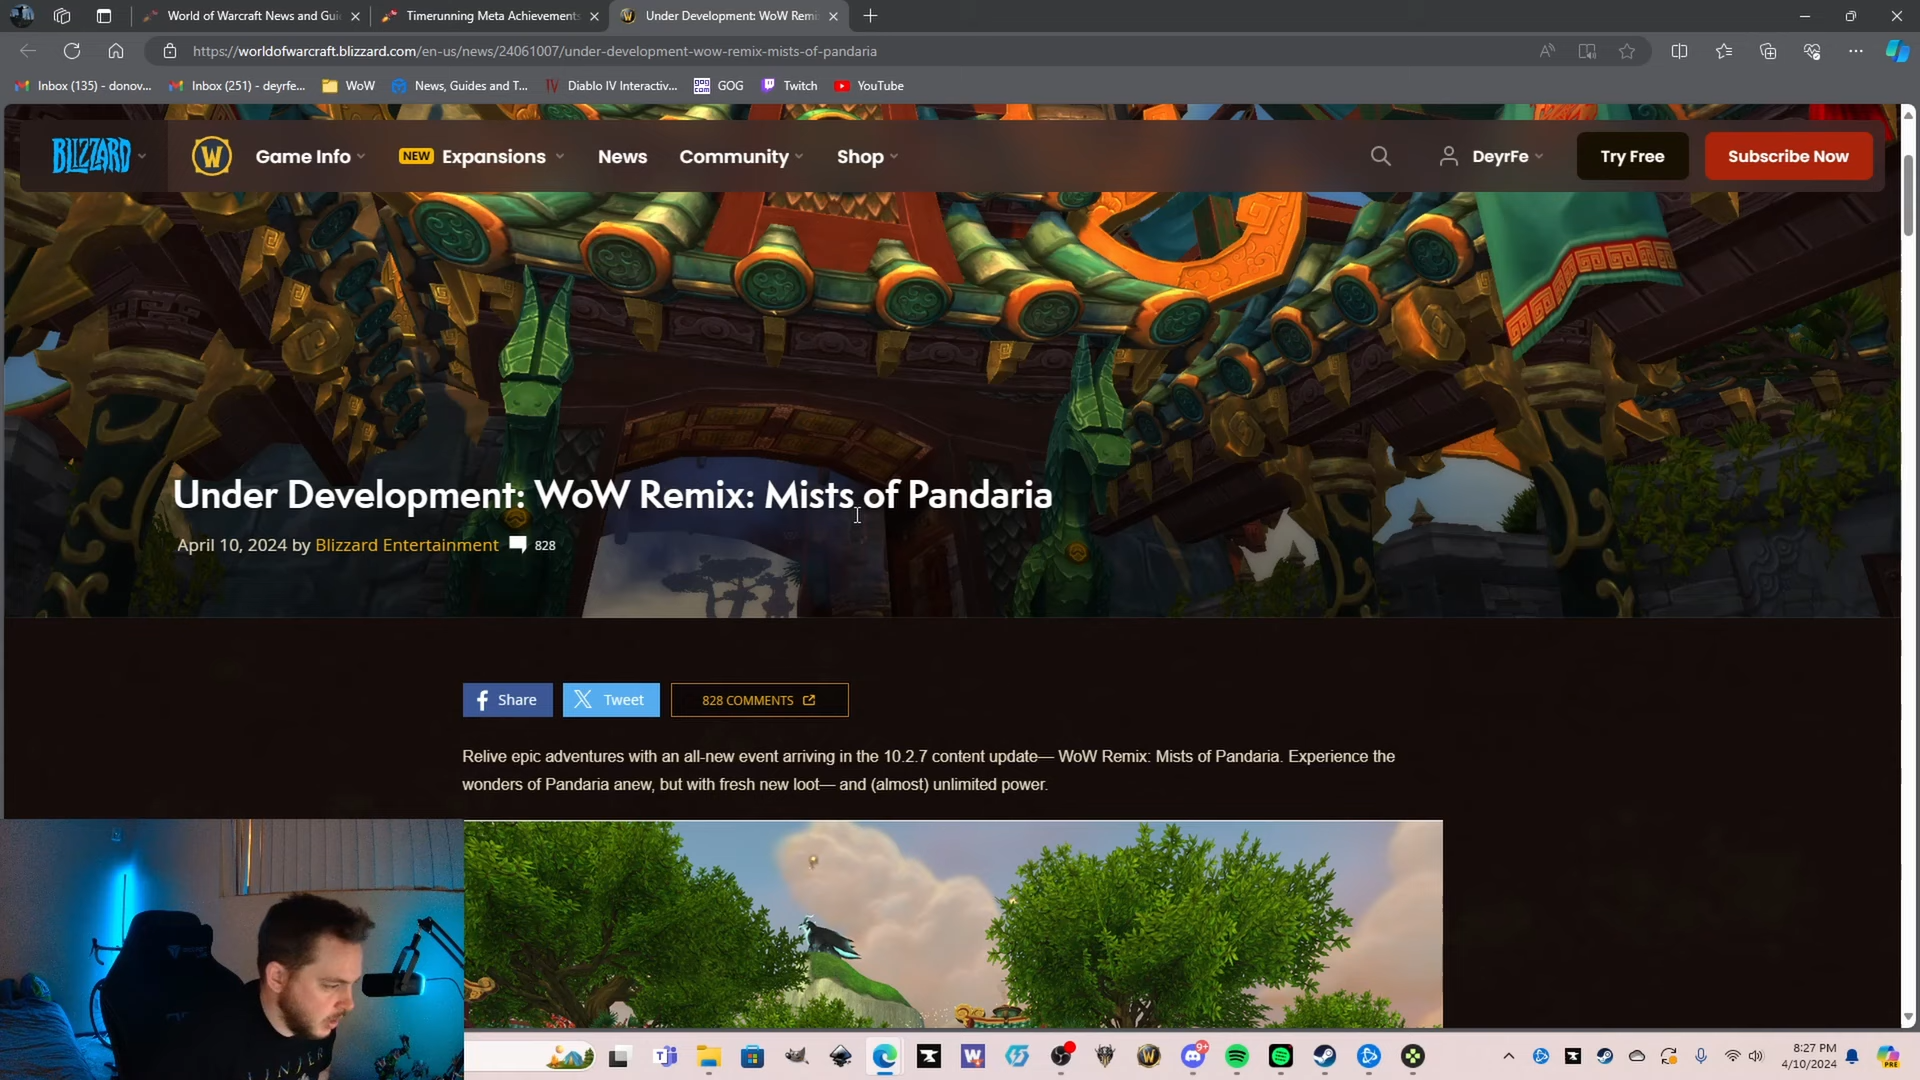 World of Warcraft News and Gui
Timerunning Meta Achievements
Under Development: WoW Rem
https://worldofwarcraft.blizzard.com/en-us/news/24061007/under-development-wow-remix-mists-of-pandaria
Inbox (135) - donov...
Inbox (251) - deyrfe...
WoW
News, Guides and T...
Diablo IV Interactiv...
GOG
Twitch
YouTube
BLIZZARD
W
Game Info
NEW
Expansions
News
Community
Shop
DeyrFe
Try Free
Subscribe Now
Under Development: WoW Remix: Mists of Pandaria
April 10, 2024 by Blizzard Entertainment 828
Share
Tweet
828 COMMENTS
Relive epic adventures with an all-new event arriving in the 10.2.7 content update— WoW Remix: Mists of Pandaria. Experience the
wonders of Pandaria anew, but with fresh new loot— and (almost) unlimited power.
9+
8:27 PM
4/10/2024
PRE